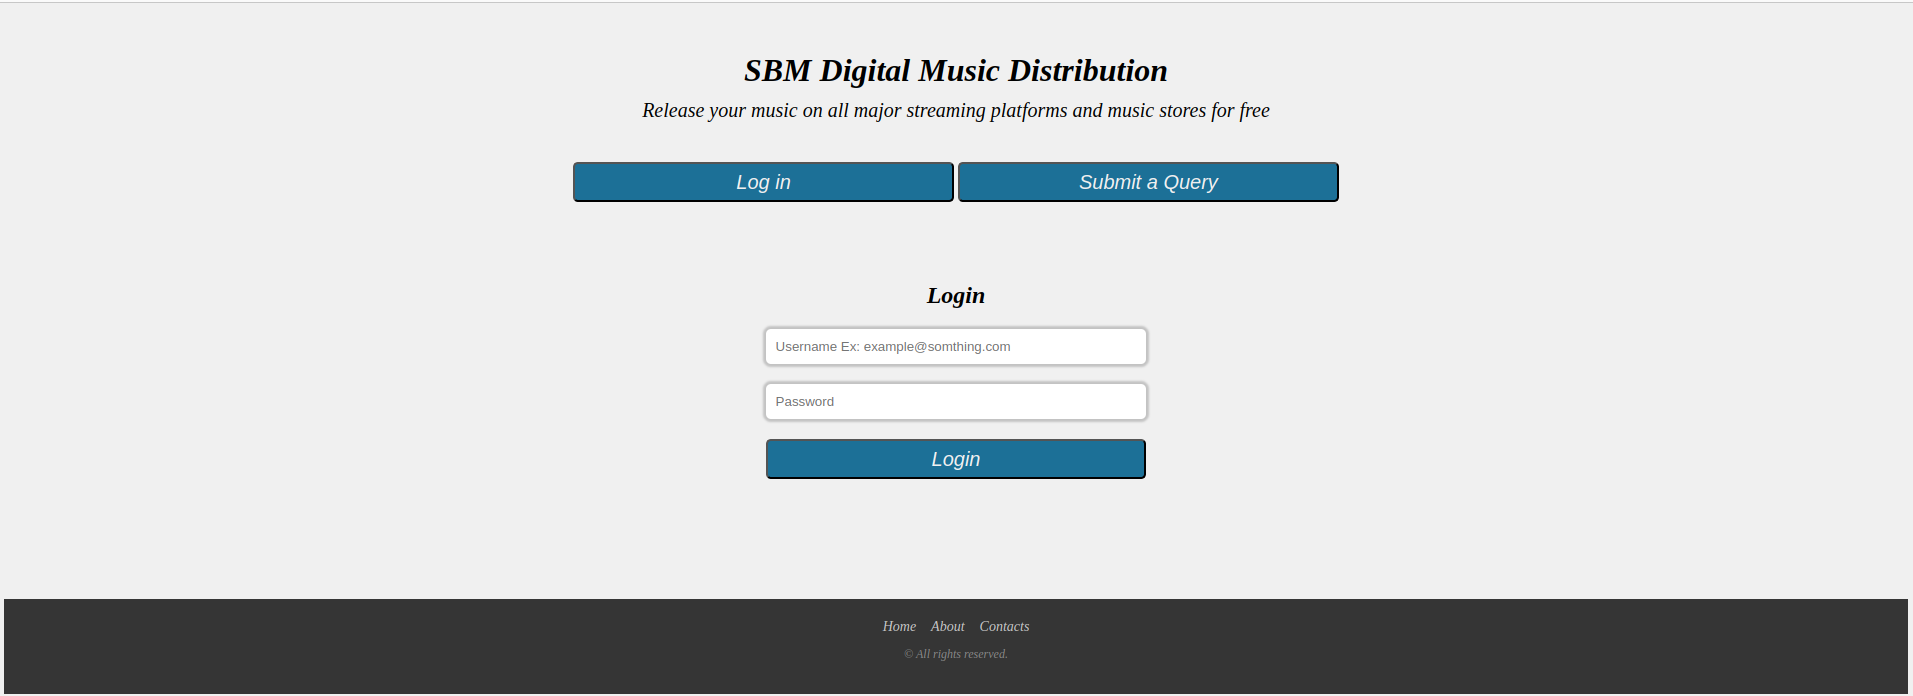 SBM Digital Music Distribution
Release your music on all major streaming platforms and music stores for free
Log in Submit a Query
Login
Username Ex: example@somthing.com
Password
Login
Home About Contacts
© All rights reserved.